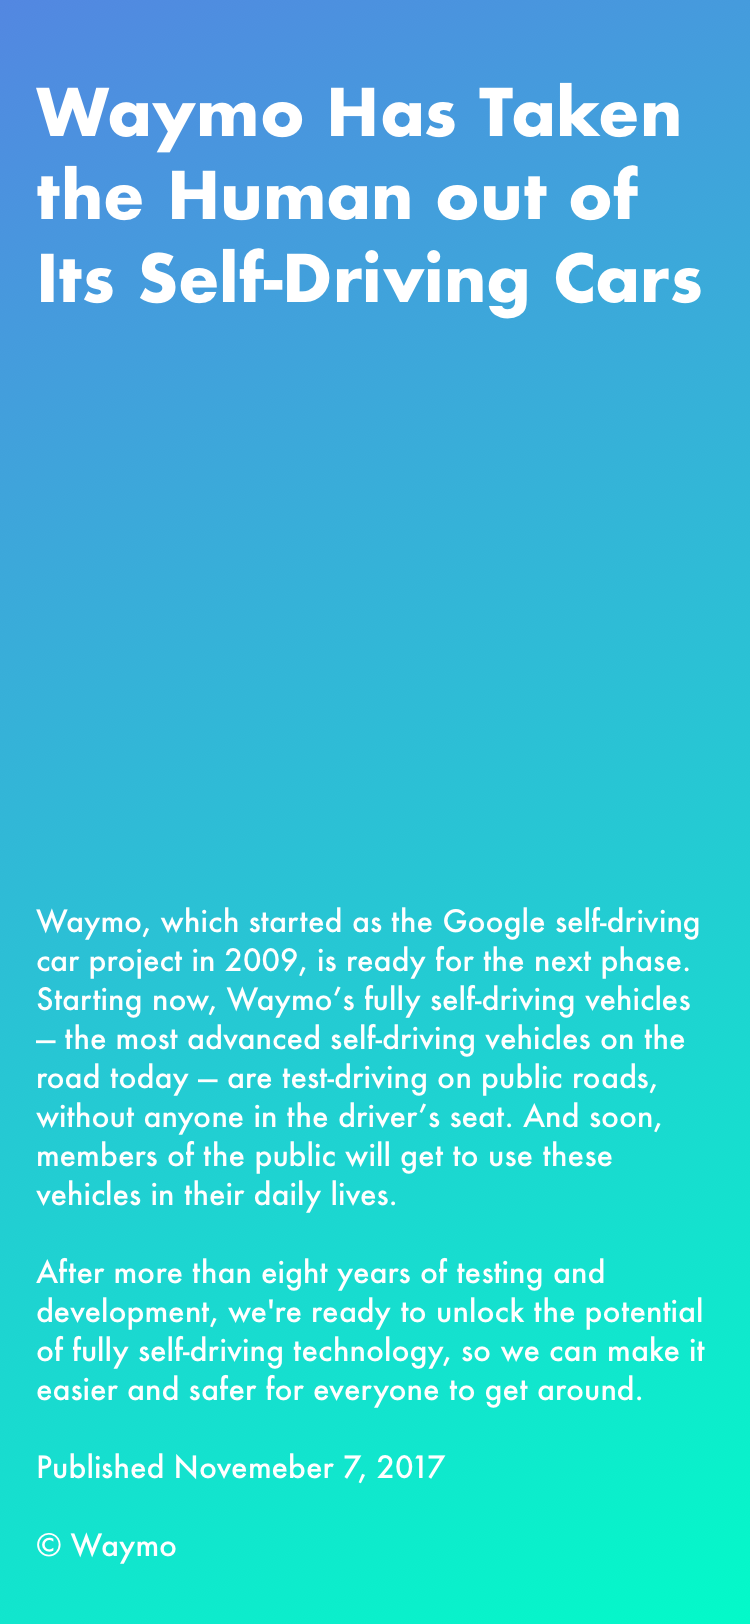 Waymo Has Taken
the Human out of
Its Self-Driving Cars
Waymo, which started as the Google self-driving
car project in 2009, is ready for the next phase.
Starting now, Waymo’s fully self-driving vehicles
— the most advanced self-driving vehicles on the
road today — are test-driving on public roads,
without anyone in the driver’s seat. And soon,
members of the public will get to use these
vehicles in their daily lives.
After more than eight years of testing and
development, we're ready to unlock the potential
of fully self-driving technology, so we can make it
easier and safer for everyone to get around.
Published Novemeber 7, 2017
© Waymo